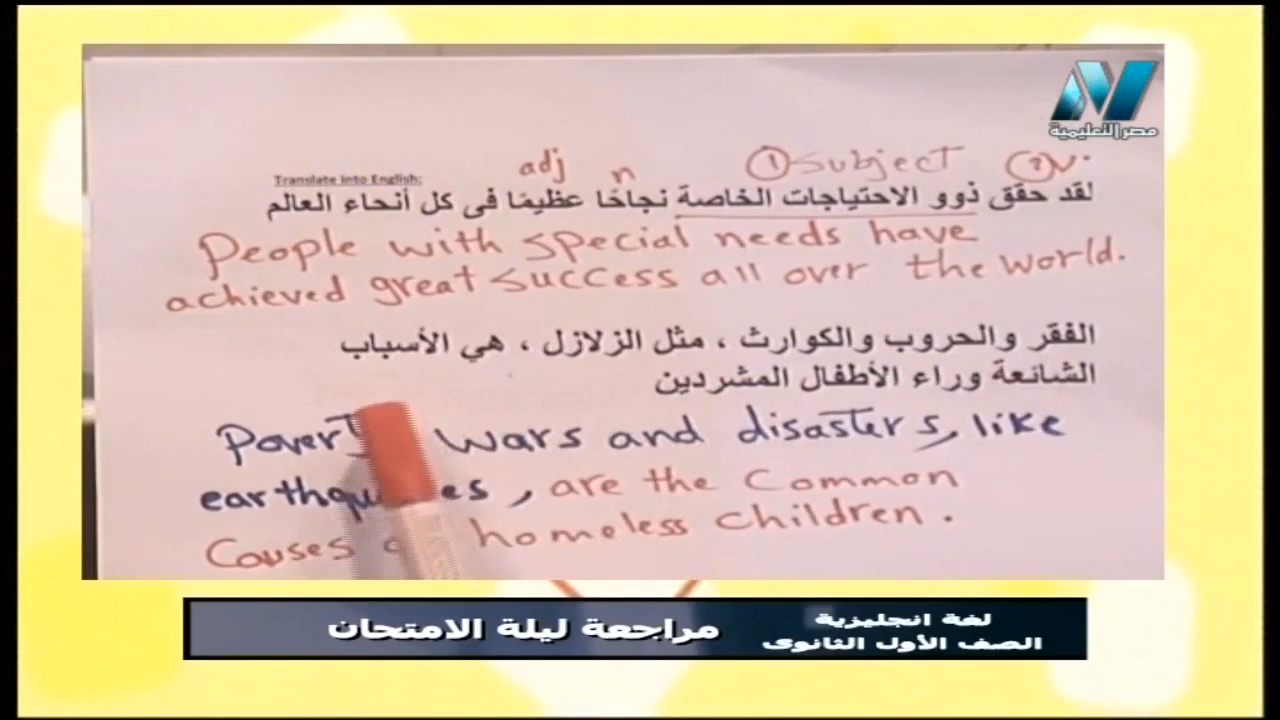 مصر التعليمية
adj n ① Subject ② v.
Translate into English:
لقد حقق ذوو الاحتياجات الخاصة نجاحًا عظيمًا فى كل أنحاء العالم
People with special needs have
achieved great success all over the world.
الفقر والحروب والكوارث ، مثل الزلازل ، هي الأسباب
الشائعة وراء الأطفال المشردين
wars and disasters, like
, are the Common
Causes homeless children.
لغة انجليزية
الصف الأول الثانوى
مراجعة ليلة الامتحان